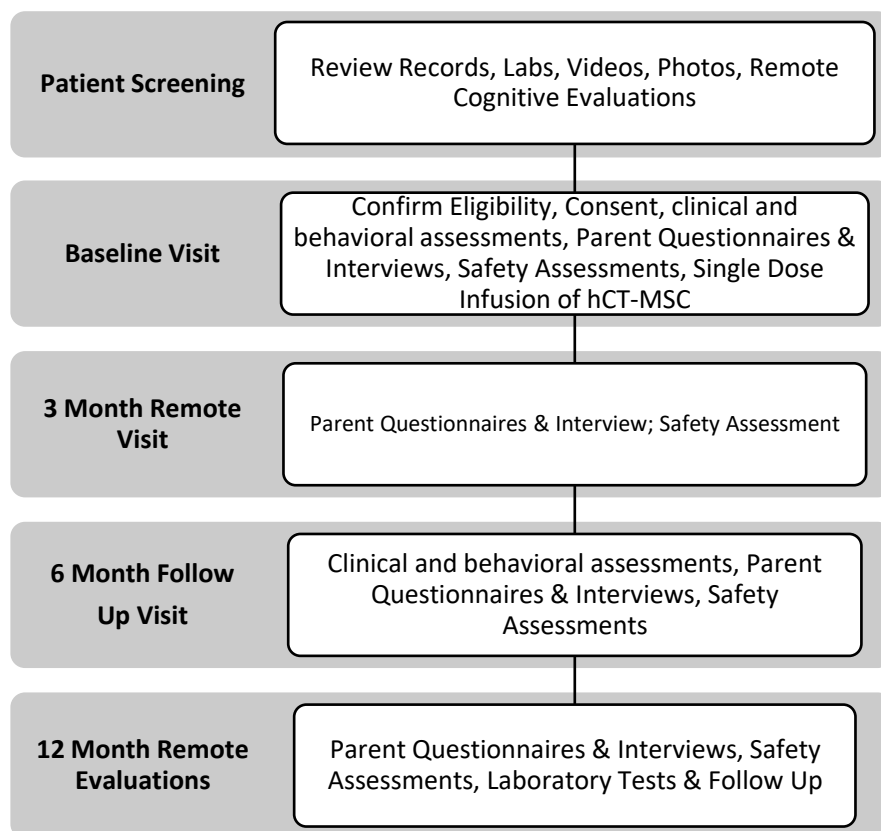 Patient Screening
Review Records, Labs, Videos, Photos, Remote
Cognitive Evaluations
Baseline Visit
Confirm Eligibility, Consent, clinical and
behavioral assessments, Parent Questionnaires &
Interviews, Safety Assessments, Single Dose
Infusion of hCT-MSC
3 Month Remote
Visit
Parent Questionnaires & Interview; Safety Assessment
6 Month Follow
Up Visit
Clinical and behavioral assessments, Parent
Questionnaires & Interviews, Safety
Assessments
12 Month Remote
Evaluations
Parent Questionnaires & Interviews, Safety
Assessments, Laboratory Tests & Follow Up